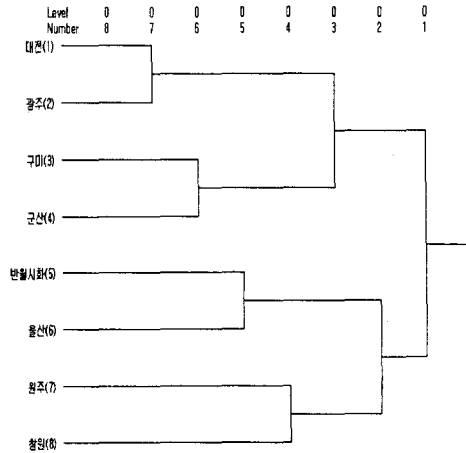 Level 0 0 0 0 0 0 0 0
Number 8 7 6 5 4 3 2 1
대전(1)
광주(2)
구미(3)
군산(4)
반월시화(5)
울산(6)
원주(7)
창원(8)